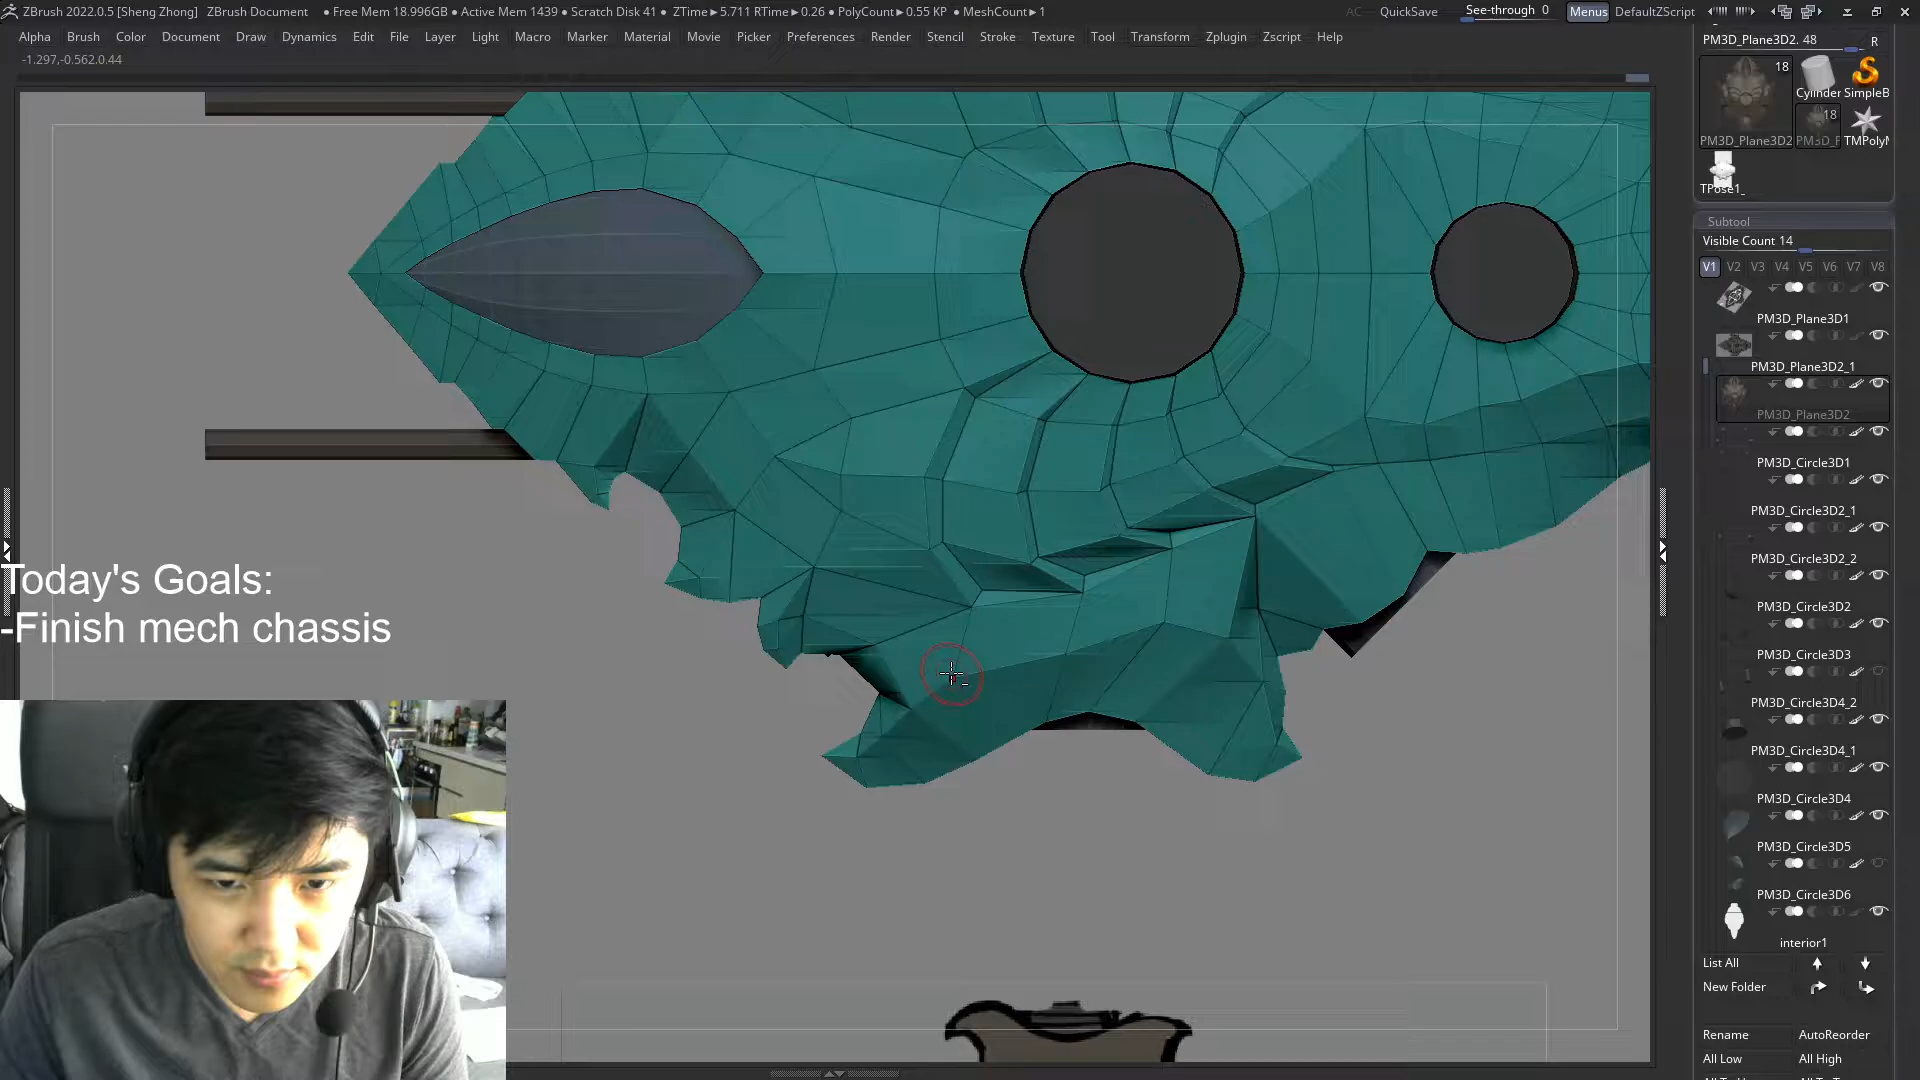 ZBrush 2022.0.5 [Sheng Zhong] ZBrush Document ● Free Mem 18.996GB ● Active Mem 1439 ● Scratch Disk 41 ● ZTime►5.711 RTime►0.26 ● PolyCount►0.55 KP ● MeshCount►1 AC QuickSave See-through 0 Menus DefaultZScript
Alpha Brush Color Document Draw Dynamics Edit File Layer Light Macro Marker Material Movie Picker Preferences Render Stencil Stroke Texture Tool Transform Zplugin Zscript Help
-1.297,-0.562,0.44
PM3D_Plane3D2. 48 R
18
Cylinder SimpleB
18
PM3D_Plane3D2 PM3D_F TMPolyM
TPose1_
Subtool
Visible Count 14
V1 V2 V3 V4 V5 V6 V7 V8
PM3D_Plane3D1
PM3D_Plane3D2_1
PM3D_Plane3D2
PM3D_Circle3D1
PM3D_Circle3D2_1
PM3D_Circle3D2_2
PM3D_Circle3D2
PM3D_Circle3D3
PM3D_Circle3D4_2
PM3D_Circle3D4_1
PM3D_Circle3D4
PM3D_Circle3D5
PM3D_Circle3D6
interior1
List All
New Folder
Rename AutoReorder
All Low All High
Today's Goals:
-Finish mech chassis